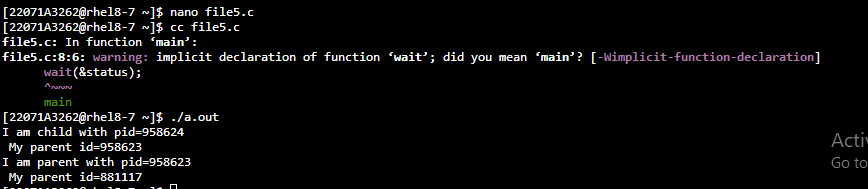 [22071A3262@rhel8-7 ~]$ nano file5.c
[22071A3262@rhel8-7 ~]$ cc file5.c
file5.c: In function ‘main’:
file5.c:8:6: warning: implicit declaration of function ‘wait’; did you mean ‘main’? [-Wimplicit-function-declaration]
      wait(&status);
      ^~~~
      main
[22071A3262@rhel8-7 ~]$ ./a.out
I am child with pid=958624
 My parent id=958623
I am parent with pid=958623
 My parent id=881117
Activ
Go to